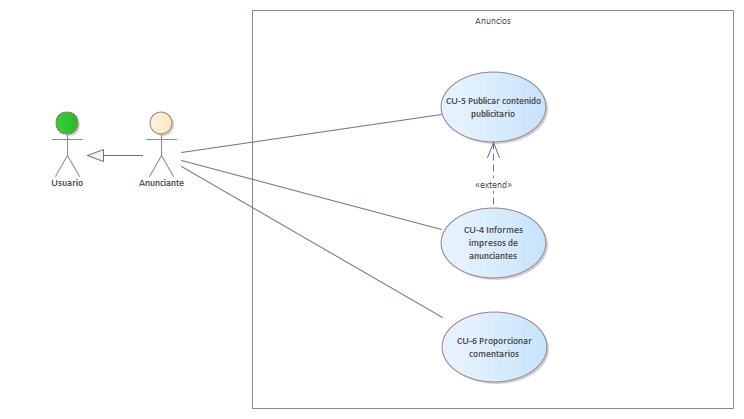 Anuncios
CU-5 Publicar contenido
publicitario
Usuario
Anunciante
«extend»
CU-4 Informes
impresos de
anunciantes
CU-6 Proporcionar
comentarios